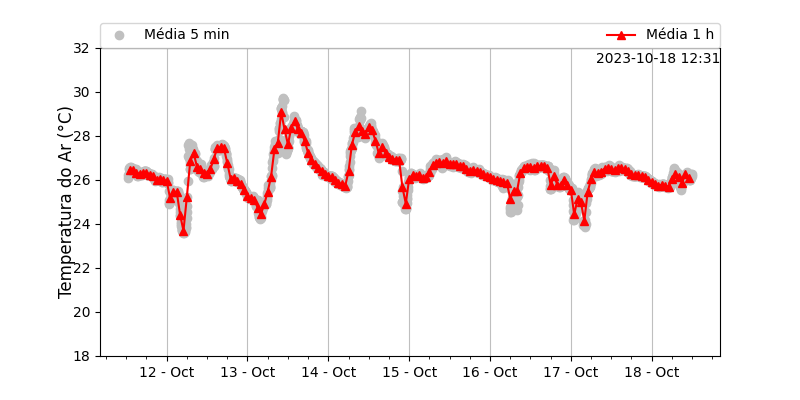 Média 5 min
Média 1 h
2023-10-18 12:31
Temperatura do Ar (°C)
32
30
28
26
24
22
20
18
12 - Oct
13 - Oct
14 - Oct
15 - Oct
16 - Oct
17 - Oct
18 - Oct